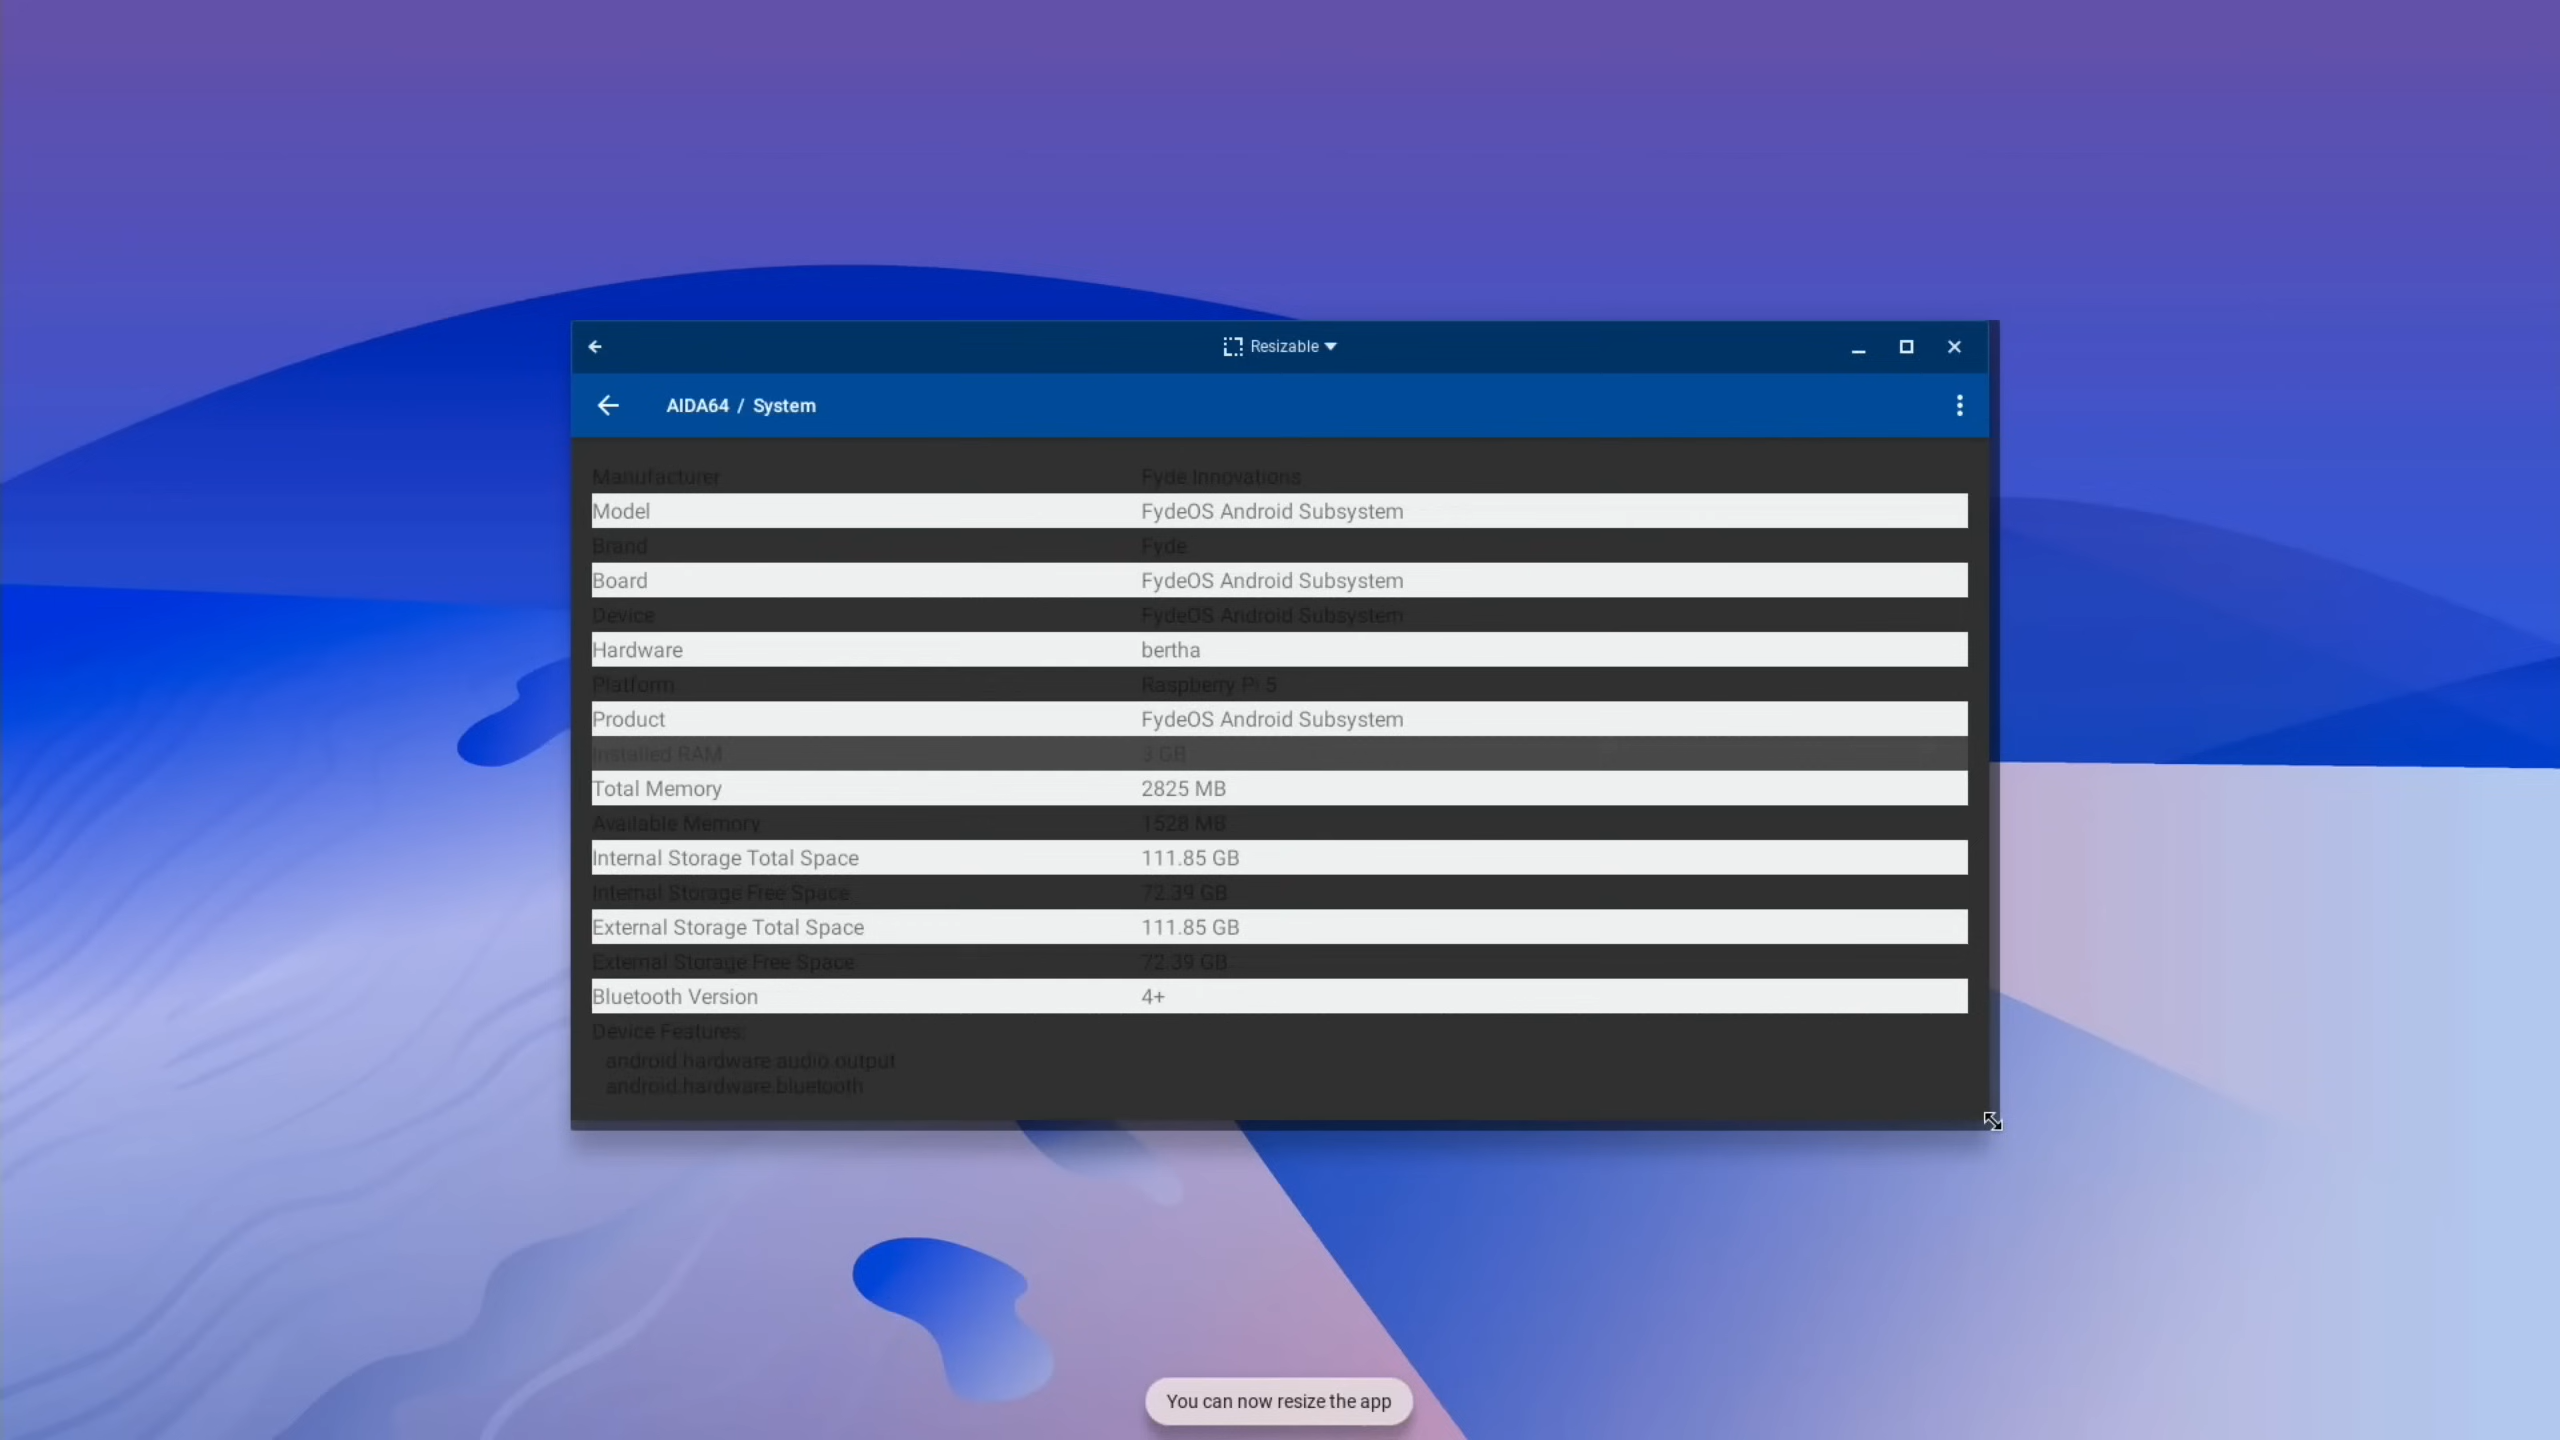 Resizable
AIDA64 / System
Manufacturer Fyde Innovations
Model FydeOS Android Subsystem
Brand Fyde
Board FydeOS Android Subsystem
Device FydeOS Android Subsystem
Hardware bertha
Platform Raspberry Pi 5
Product FydeOS Android Subsystem
Installed RAM 3 GB
Total Memory 2825 MB
Available Memory 1528 MB
Internal Storage Total Space 111.85 GB
Internal Storage Free Space 72.39 GB
External Storage Total Space 111.85 GB
External Storage Free Space 72.39 GB
Bluetooth Version 4+
Device Features:
android.hardware.audio.output
android.hardware.bluetooth
You can now resize the app